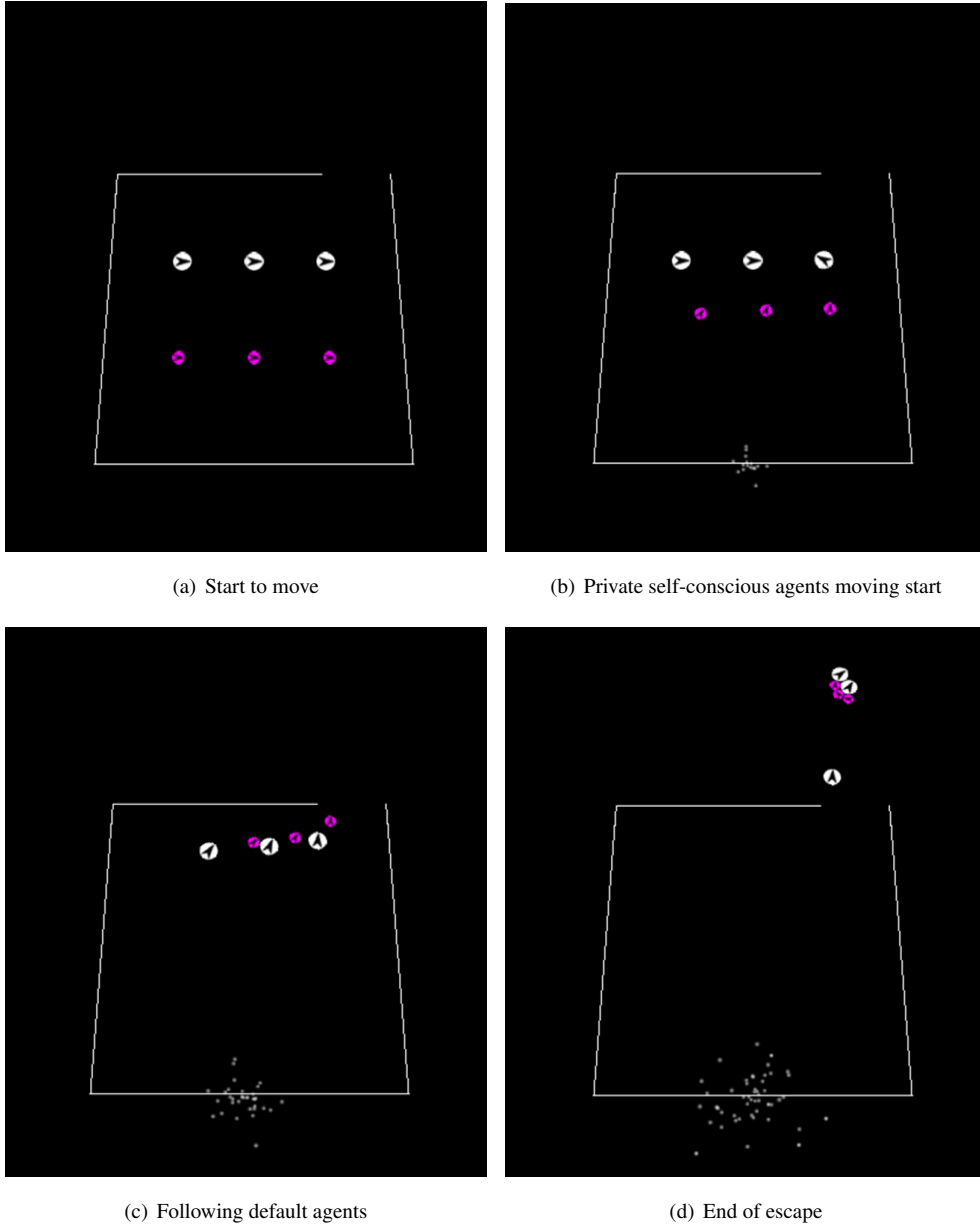 (a) Start to move
(b) Private self-conscious agents moving start
(c) Following default agents
(d) End of escape